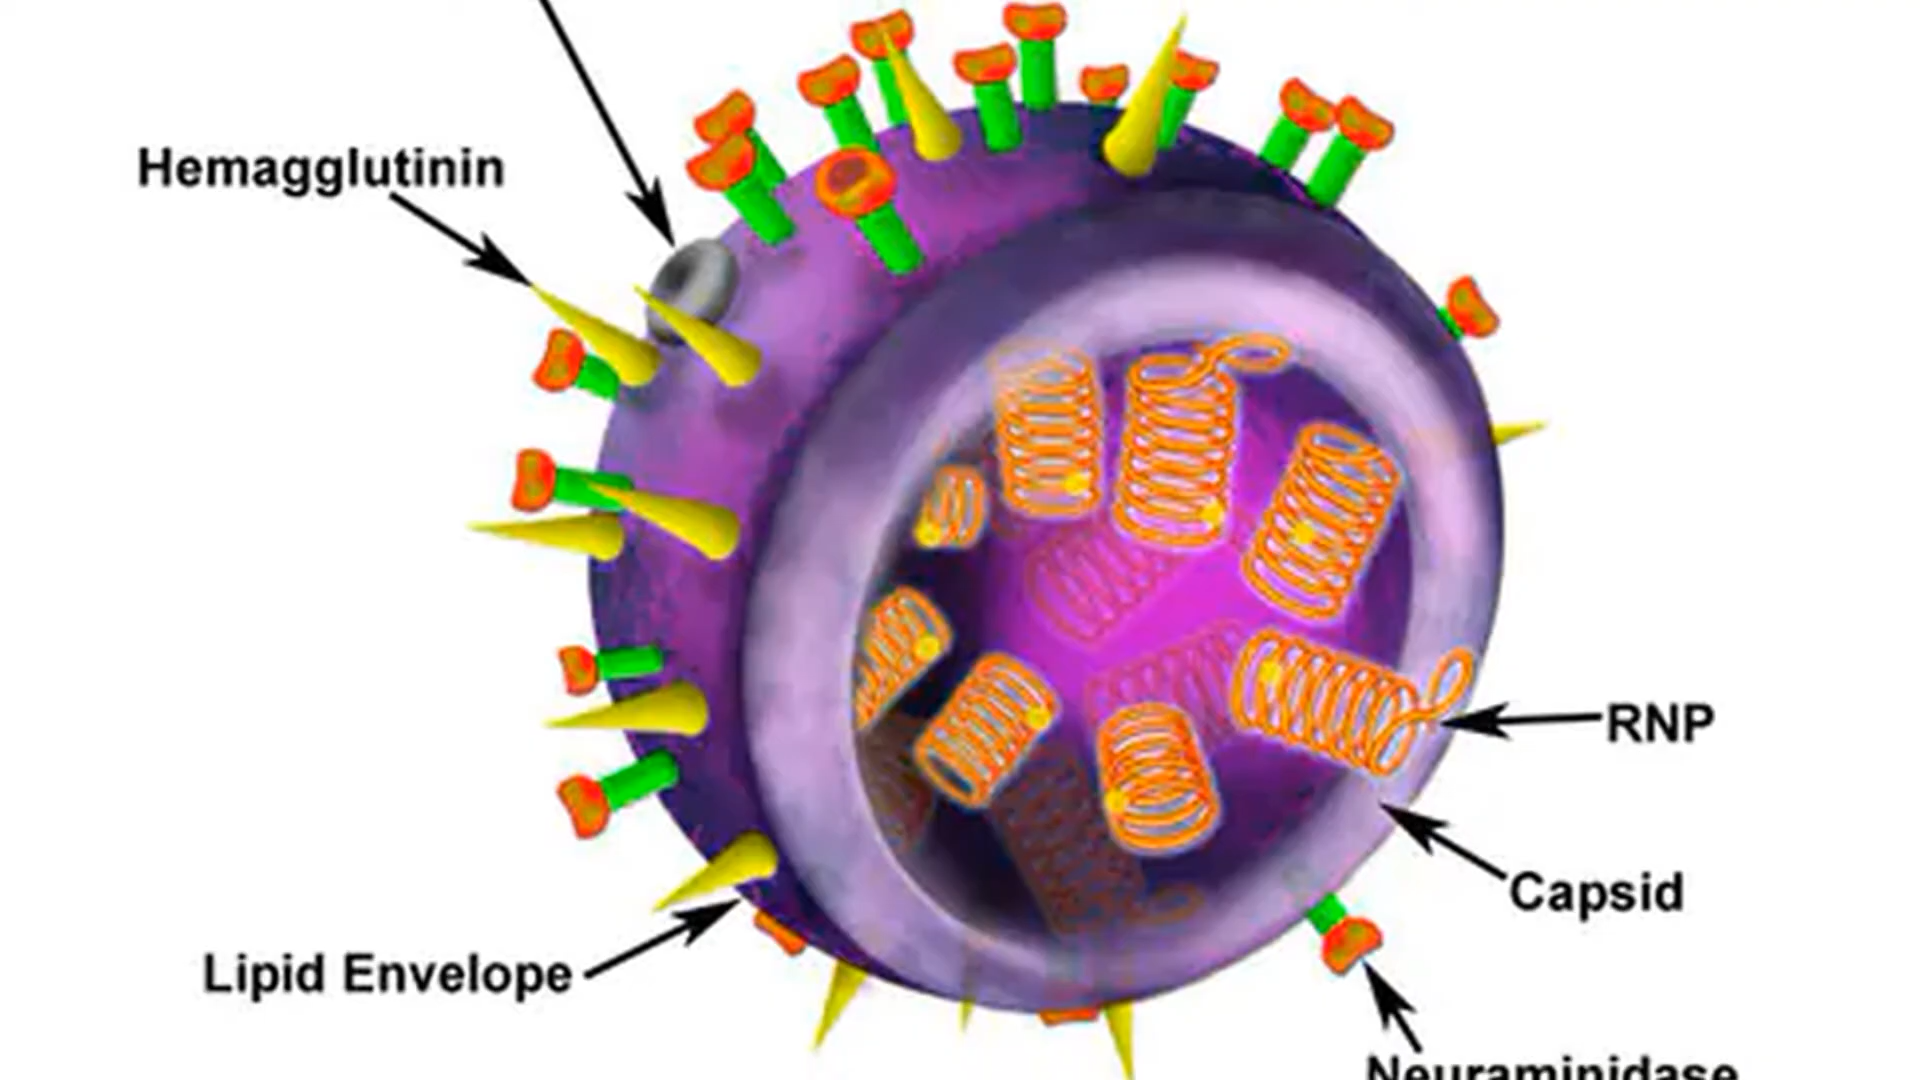 Hemagglutinin
RNP
Capsid
Lipid Envelope
Neuraminidase